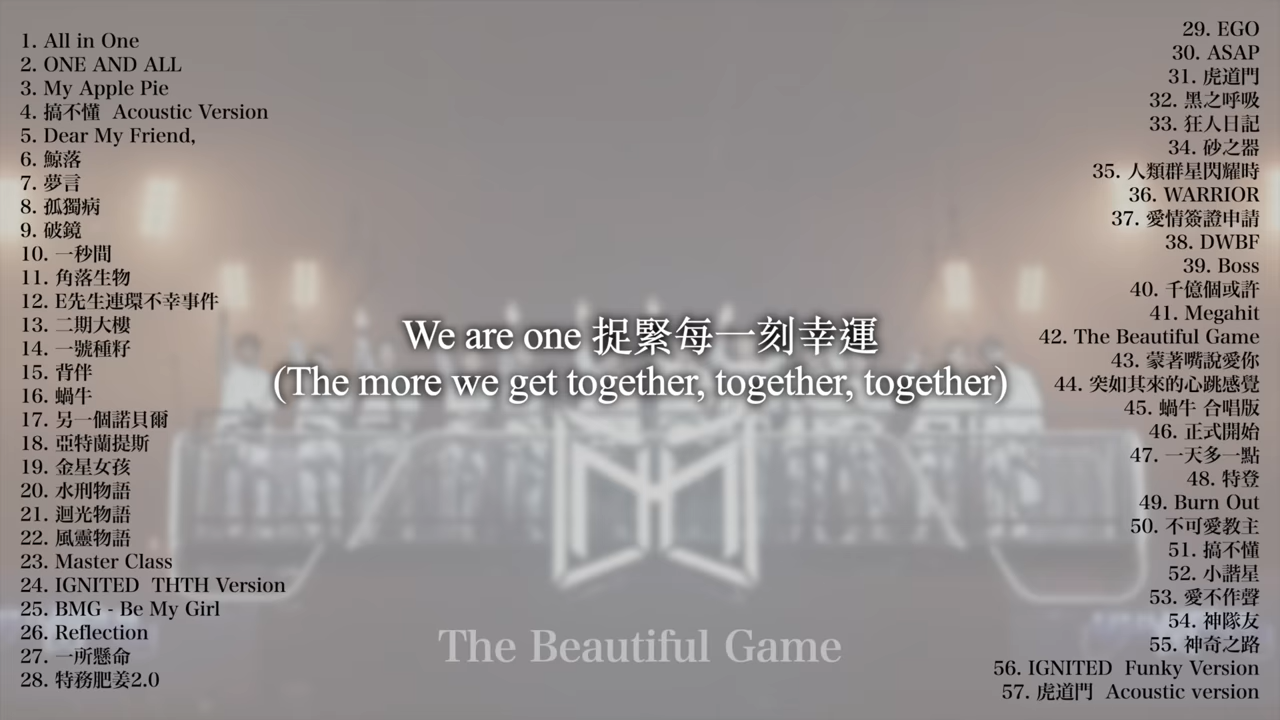 1. All in One
2. ONE AND ALL
3. My Apple Pie
4. 搞不懂 Acoustic Version
5. Dear My Friend,
6. 鯨落
7. 夢言
8. 孤獨病
9. 破鏡
10. 一秒間
11. 角落生物
12. E先生連環不幸事件
13. 二期大樓
14. 一號種籽
15. 背伴
16. 蝸牛
17. 另一個諾貝爾
18. 亞特蘭提斯
19. 金星女孩
20. 水刑物語
21. 迴光物語
22. 風靈物語
23. Master Class
24. IGNITED THTH Version
25. BMG - Be My Girl
26. Reflection
27. 一所懸命
28. 特務肥姜2.0
We are one 捉緊每一刻幸運
(The more we get together, together, together)
The Beautiful Game
29. EGO
30. ASAP
31. 虎道門
32. 黑之呼吸
33. 狂人日記
34. 砂之器
35. 人類群星閃耀時
36. WARRIOR
37. 愛情簽證申請
38. DWBF
39. Boss
40. 千億個或許
41. Megahit
42. The Beautiful Game
43. 蒙著嘴說愛你
44. 突如其來的心跳感覺
45. 蝸牛 合唱版
46. 正式開始
47. 一天多一點
48. 特登
49. Burn Out
50. 不可愛教主
51. 搞不懂
52. 小諧星
53. 愛不作聲
54. 神隊友
55. 神奇之路
56. IGNITED Funky Version
57. 虎道門 Acoustic version